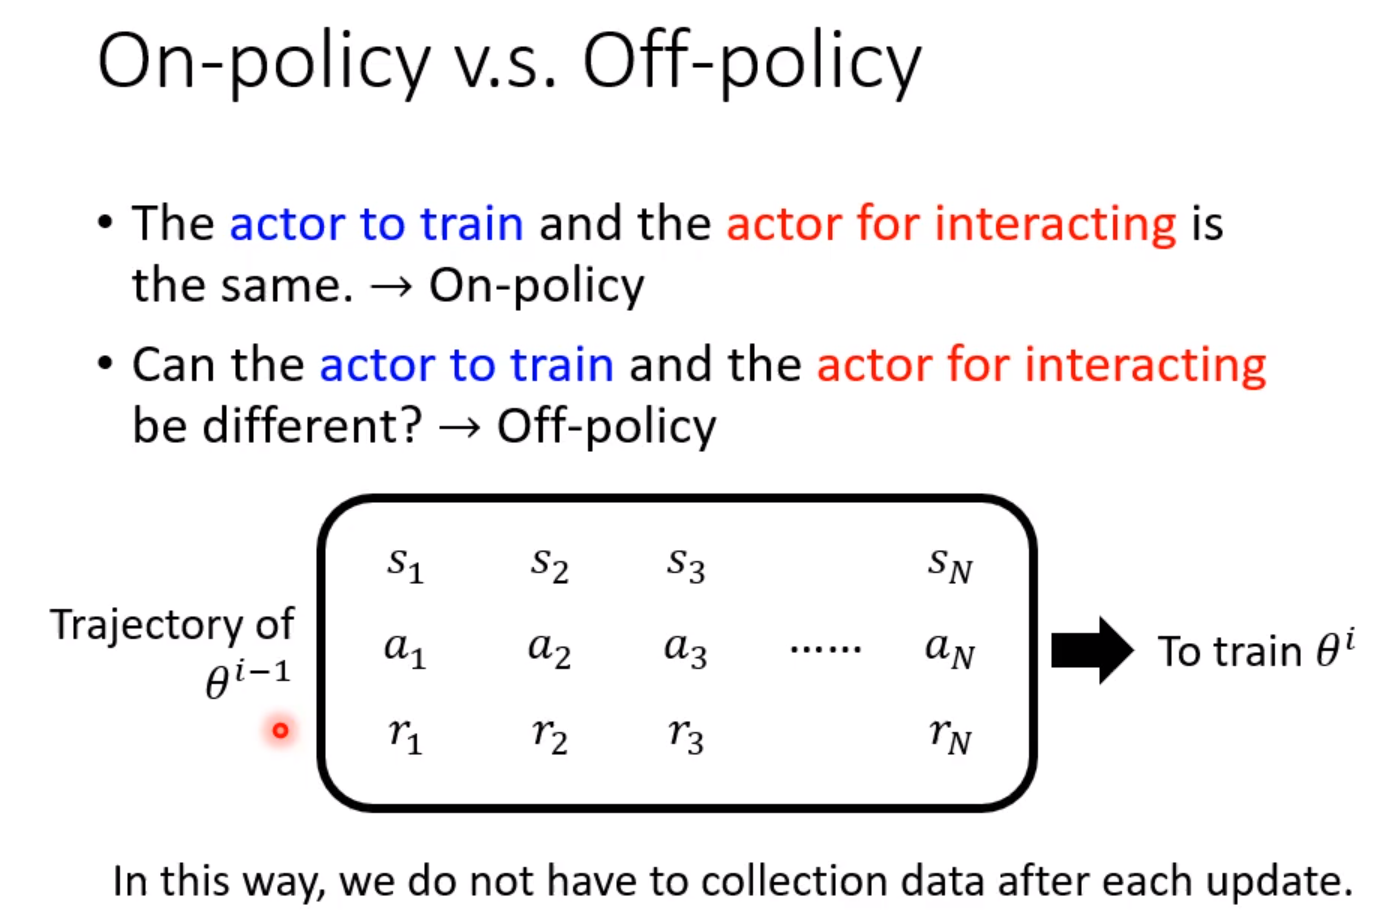 On-policy v.s. Off-policy
• The actor to train and the actor for interacting is
the same. → On-policy
• Can the actor to train and the actor for interacting
be different? → Off-policy
Trajectory of
θ^{i−1}
s_1 s_2 s_3 s_N
a_1 a_2 a_3 ...... a_N
r_1 r_2 r_3 r_N
To train θ^i
In this way, we do not have to collection data after each update.